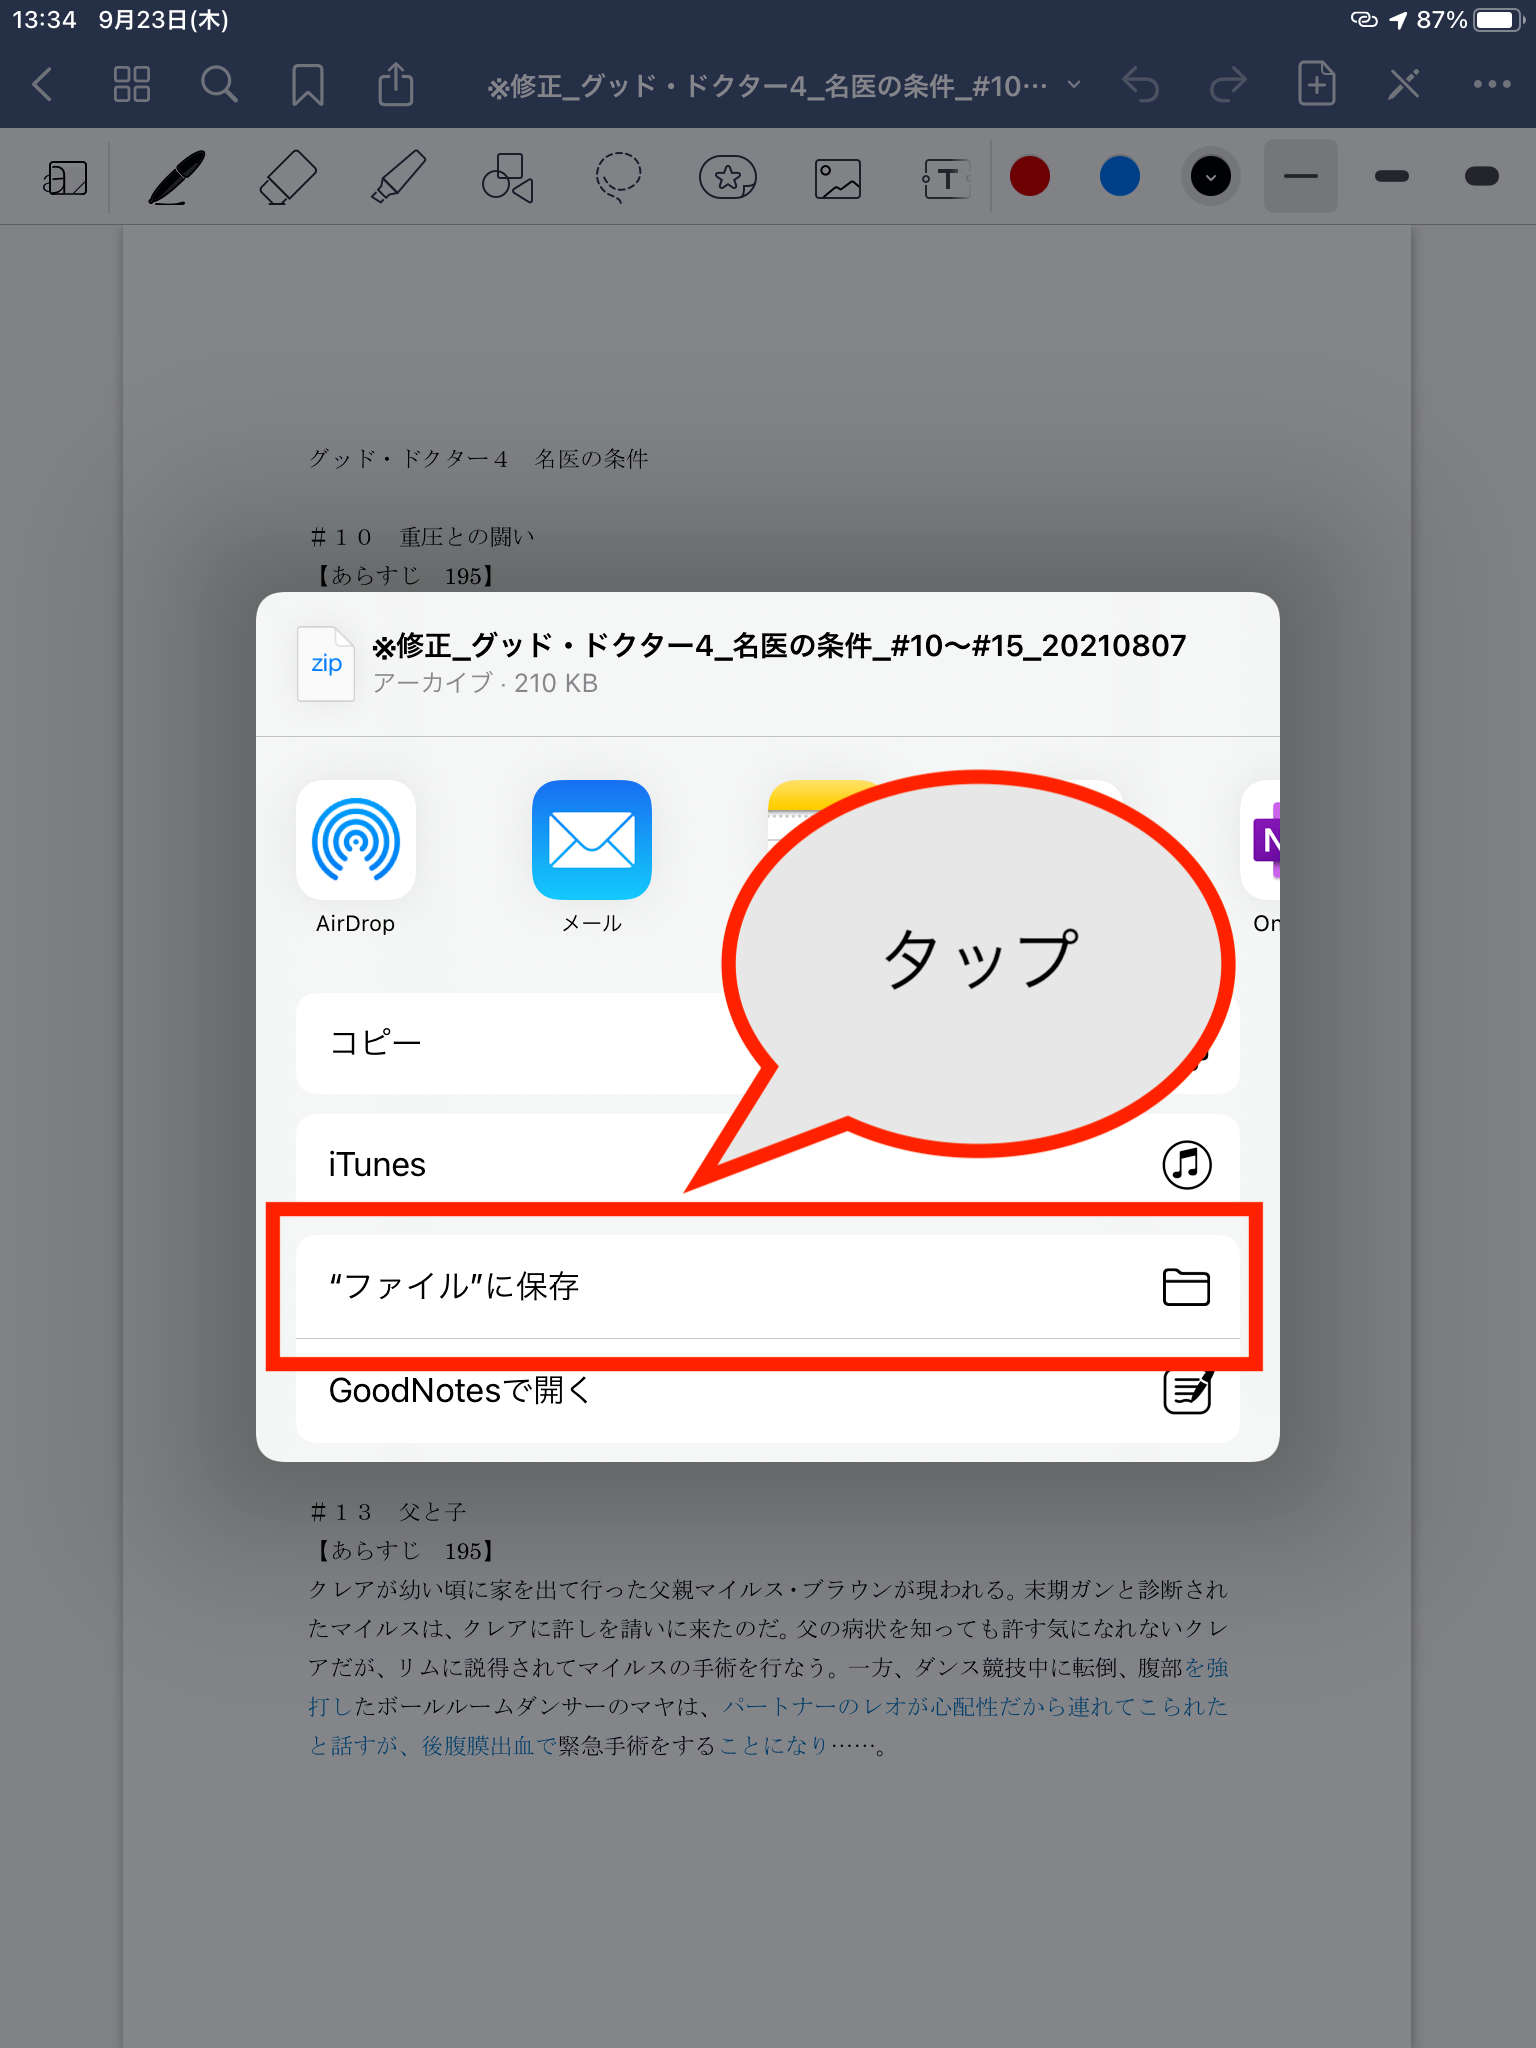 13:34 9月23日(木) 87%
※修正_グッド・ドクター4_名医の条件_#10…
グッド・ドクター４　名医の条件
＃１０　重圧との闘い
【あらすじ　195】
zip
※修正_グッド・ドクター4_名医の条件_#10〜#15_20210807
アーカイブ · 210 KB
AirDrop
メール
タップ
コピー
iTunes
“ファイル”に保存
GoodNotesで開く
＃１３　父と子
【あらすじ　195】
クレアが幼い頃に家を出て行った父親マイルス・ブラウンが現われる。末期ガンと診断され
たマイルスは、クレアに許しを請いに来たのだ。父の病状を知っても許す気になれないクレ
アだが、リムに説得されてマイルスの手術を行なう。一方、ダンス競技中に転倒、腹部を強
打したボールルームダンサーのマヤは、パートナーのレオが心配性だから連れてこられた
と話すが、後腹膜出血で緊急手術をすることになり……。